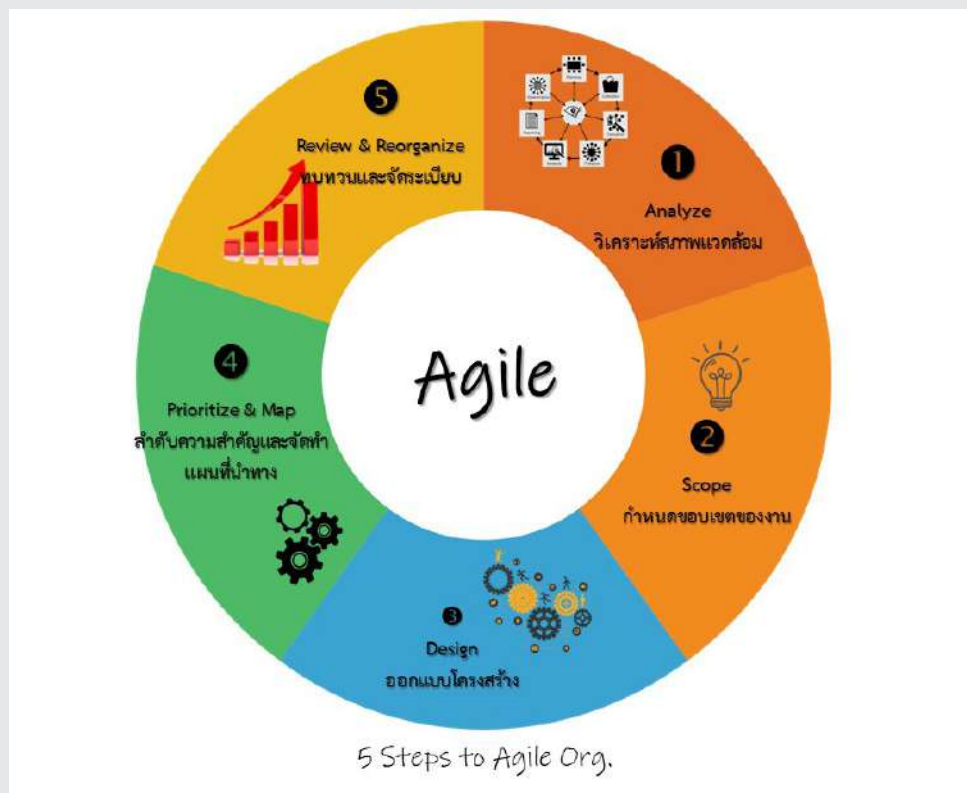 1
Analyze
วิเคราะห์สภาพแวดล้อม
2
Scope
กำหนดขอบเขตของงาน
3
Design
ออกแบบโครงสร้าง
4
Prioritize & Map
ลำดับความสำคัญและจัดทำ
แผนที่นำทาง
5
Review & Reorganize
ทบทวนและจัดระเบียบ
Agile
5 Steps to Agile Org.